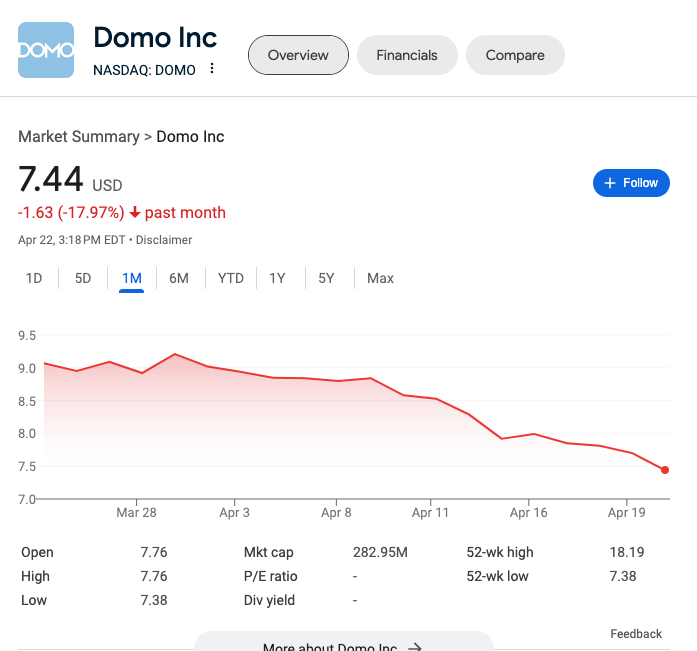 DOMO
Domo Inc
NASDAQ: DOMO
Overview
Financials
Compare
Market Summary > Domo Inc
7.44 USD
+ Follow
-1.63 (-17.97%) ↓ past month
Apr 22, 3:18 PM EDT • Disclaimer
1D 5D 1M 6M YTD 1Y 5Y Max
9.5
9.0
8.5
8.0
7.5
7.0
Mar 28 Apr 3 Apr 8 Apr 11 Apr 16 Apr 19
Open 7.76 Mkt cap 282.95M 52-wk high 18.19
High 7.76 P/E ratio - 52-wk low 7.38
Low 7.38 Div yield -
Feedback
More about Domo Inc →